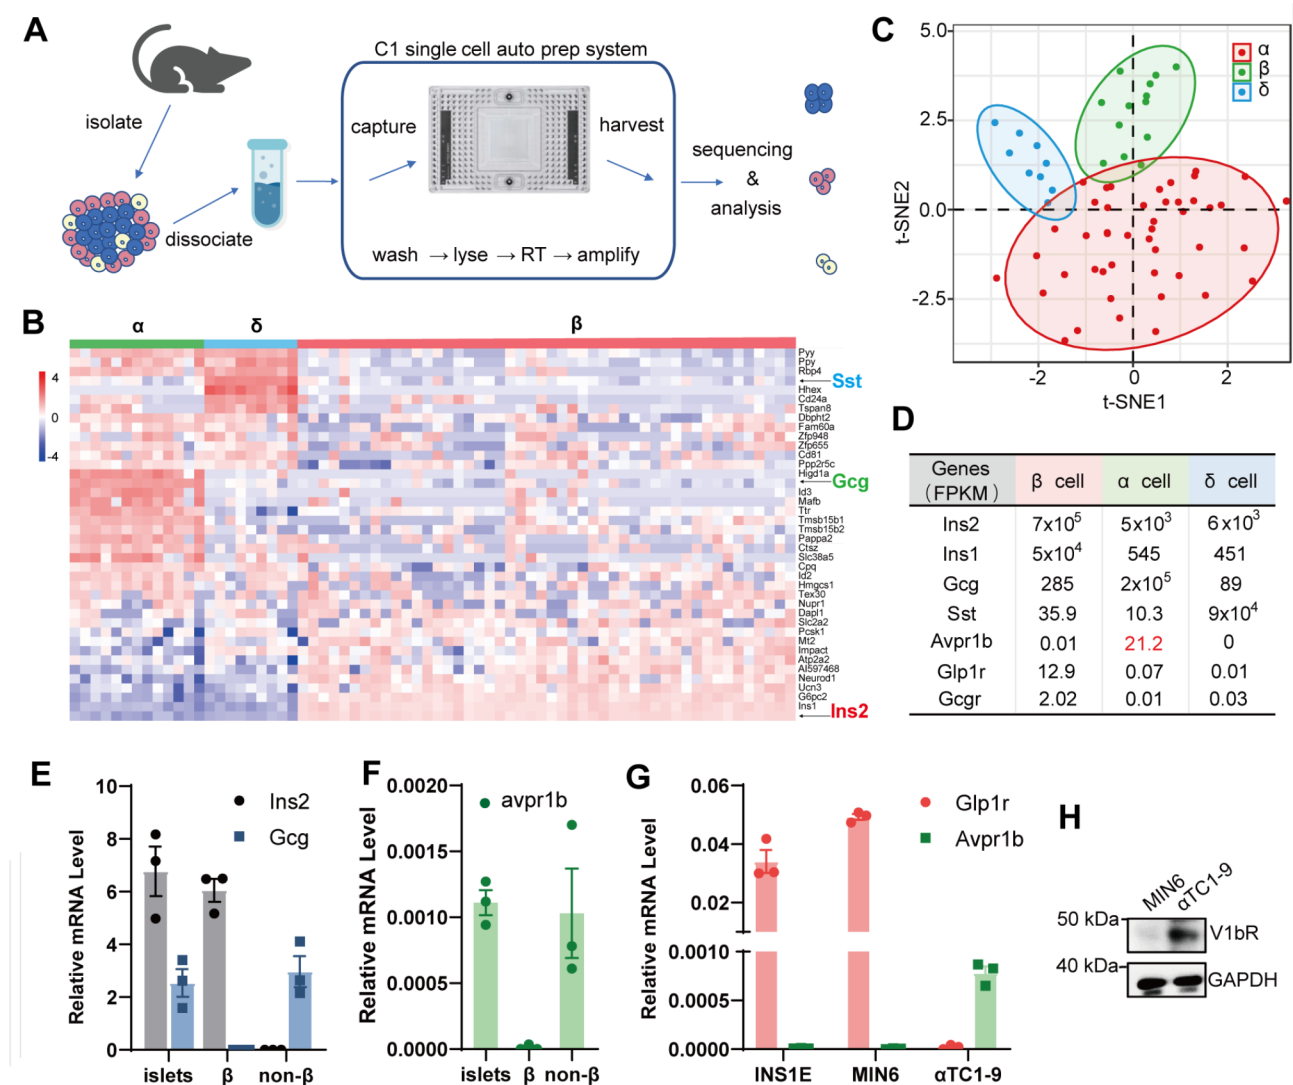 A
C1 single cell auto prep system
isolate
dissociate
capture
harvest
wash → lyse → RT → amplify
sequencing
&
analysis
B
α
δ
β
4
0
-4
Pyy
Ppy
Rbp4
Sst
Hhex
Cd24a
Tspan8
Dbpht2
Fam60a
Zfp948
Zfp655
Cd81
Ppp2r5c
Higd1a
Gcg
Id3
Mafb
Ttr
Tmsb15b1
Tmsb15b2
Pappa2
Ctsz
Slc38a5
Cpq
Id2
Hmgcs1
Tex30
Nupr1
Dapl1
Slc2a2
Pcsk1
Mt2
Impact
Atp2a2
AI597468
Neurod1
Ucn3
G6pc2
Ins1
Ins2
C
α
β
δ
5.0
2.5
0.0
-2.5
t-SNE2
-2
0
2
t-SNE1
D
Genes (FPKM) β cell α cell δ cell
Ins2 7x10⁵ 5x10³ 6x10³
Ins1 5x10⁴ 545 451
Gcg 285 2x10⁵ 89
Sst 35.9 10.3 9x10⁴
Avpr1b 0.01 21.2 0
Glp1r 12.9 0.07 0.01
Gcgr 2.02 0.01 0.03
E
Relative mRNA Level
10
8
6
4
2
0
Ins2
Gcg
islets β non-β
F
Relative mRNA Level
0.0020
0.0015
0.0010
0.0005
0.0000
avpr1b
islets β non-β
G
Relative mRNA Level
0.06
0.04
0.02
0.0010
0.0005
0.0000
Glp1r
Avpr1b
INS1E MIN6 αTC1-9
H
MIN6
αTC1-9
50 kDa
V1bR
40 kDa
GAPDH